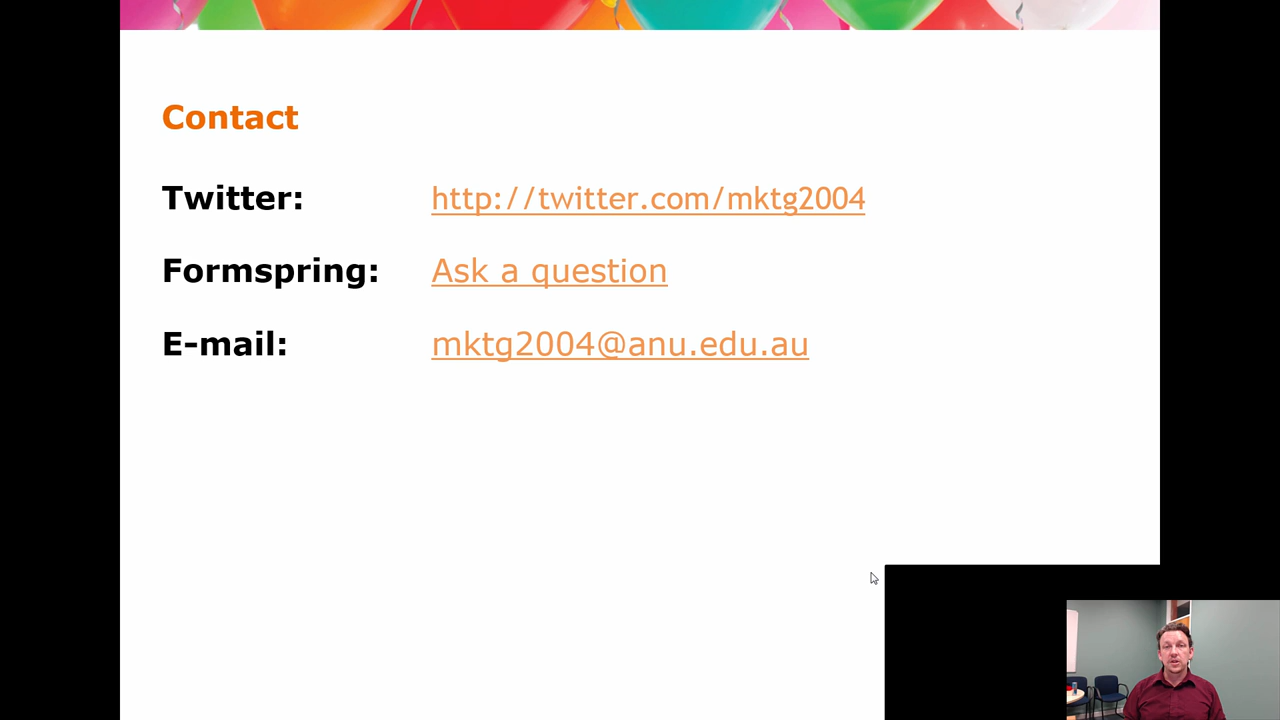 Contact
Twitter: http://twitter.com/mktg2004
Formspring: Ask a question
E-mail: mktg2004@anu.edu.au